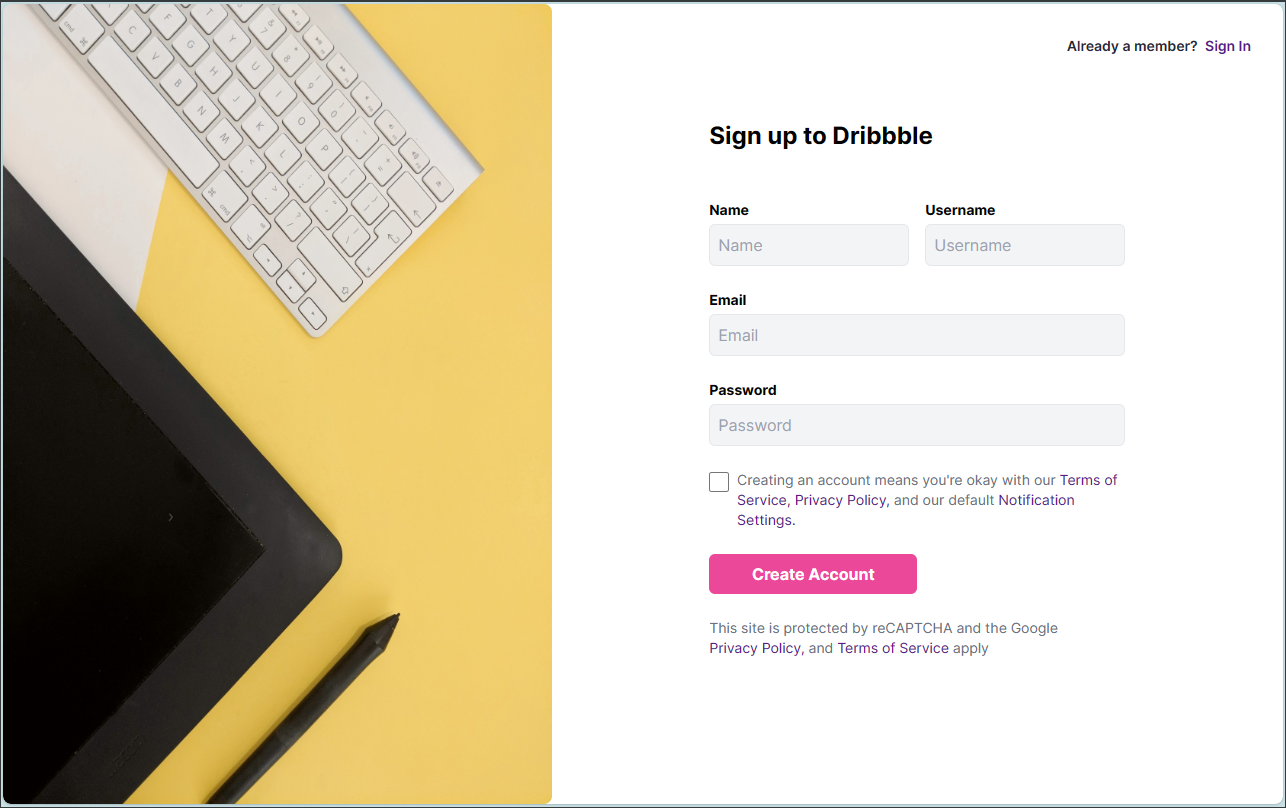 Already a member? Sign In
Sign up to Dribbble
Name Username
Name Username
Email
Email
Password
Password
Creating an account means you're okay with our Terms of
Service, Privacy Policy, and our default Notification
Settings.
Create Account
This site is protected by reCAPTCHA and the Google
Privacy Policy, and Terms of Service apply